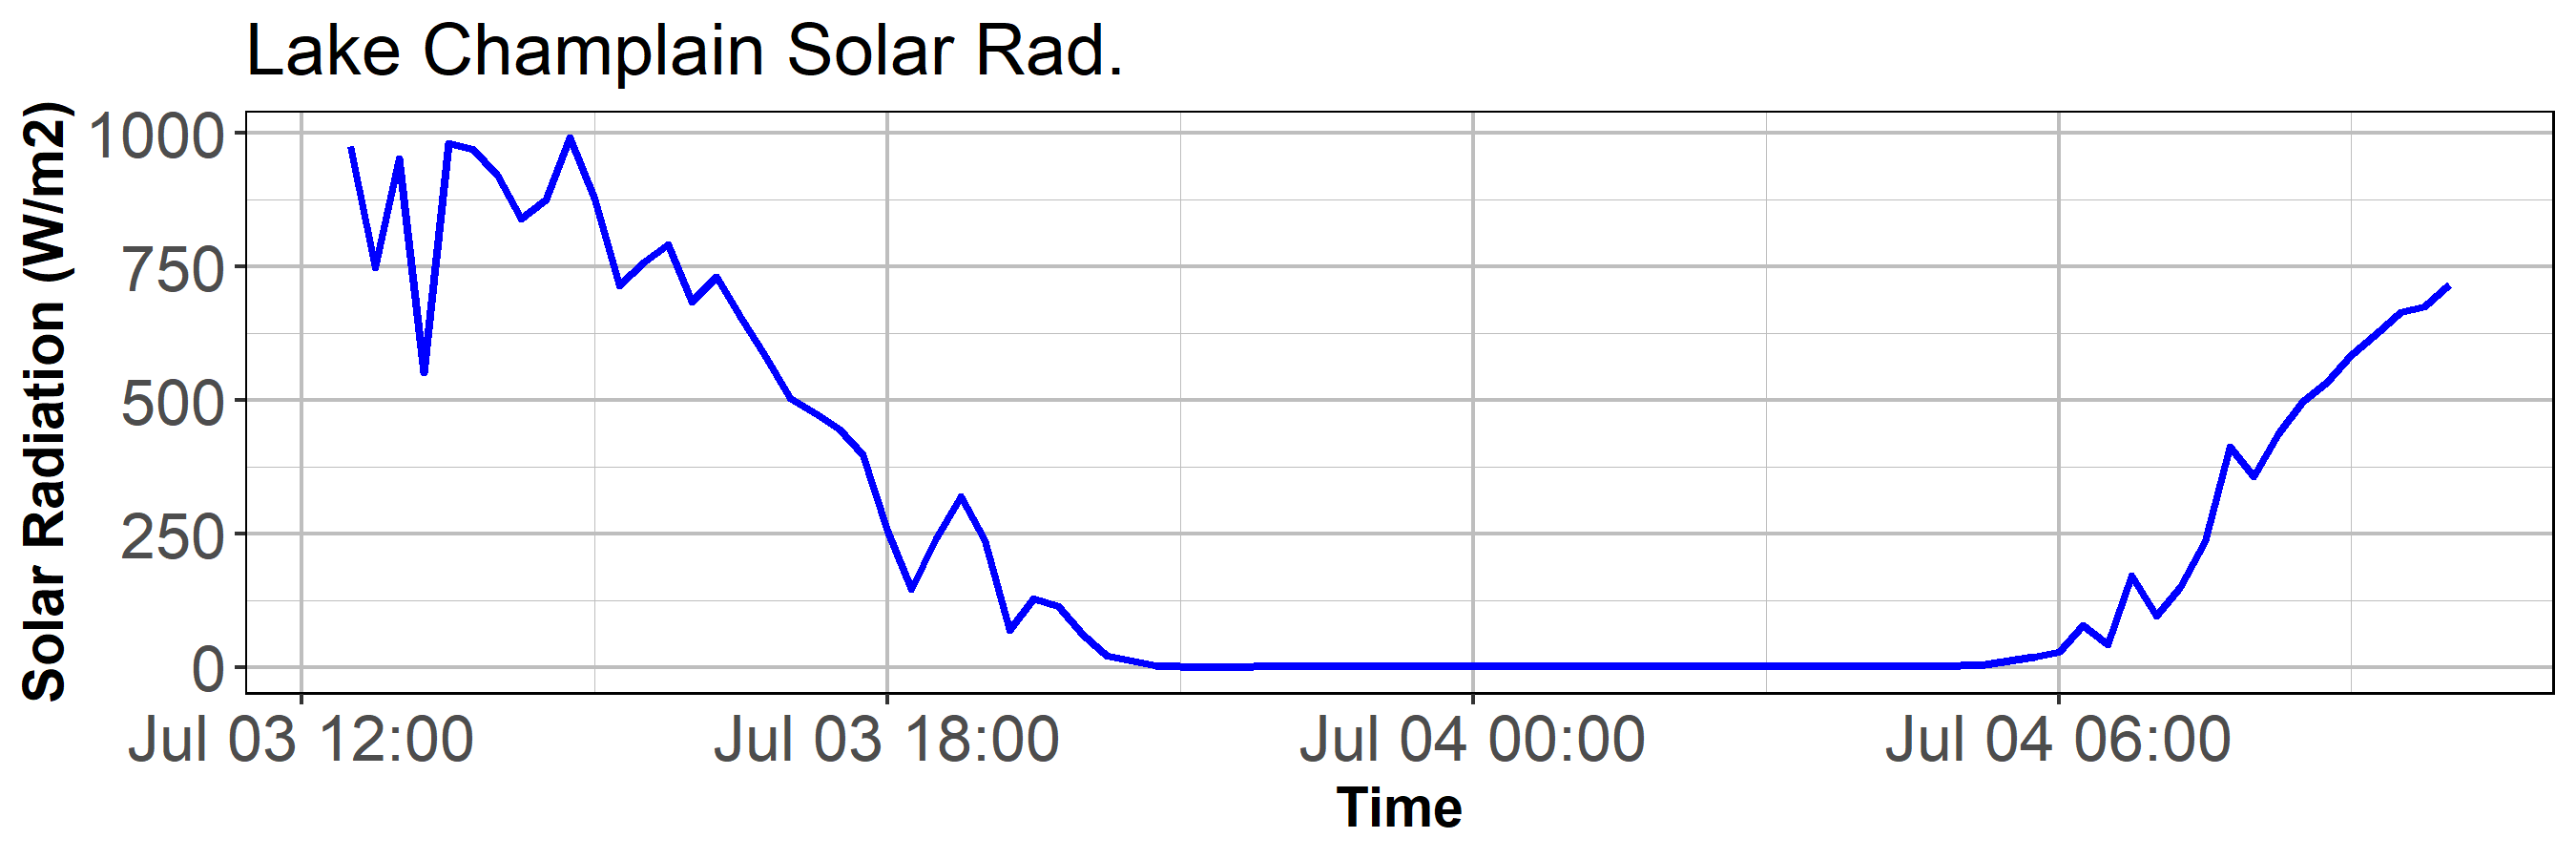 Lake Champlain Solar Rad.
Solar Radiation (W/m2)
1000
750
500
250
0
Jul 03 12:00
Jul 03 18:00
Jul 04 00:00
Jul 04 06:00
Time